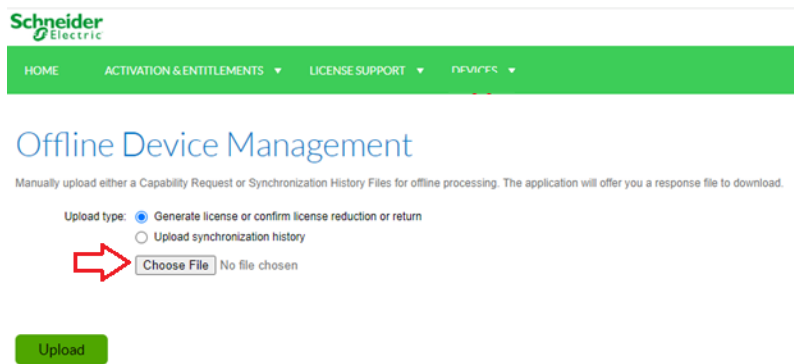 Schneider
Electric
HOME ACTIVATION & ENTITLEMENTS LICENSE SUPPORT DEVICES
Offline Device Management
Manually upload either a Capability Request or Synchronization History Files for offline processing. The application will offer you a response file to download.
Upload type: Generate license or confirm license reduction or return
Upload synchronization history
Choose File No file chosen
Upload